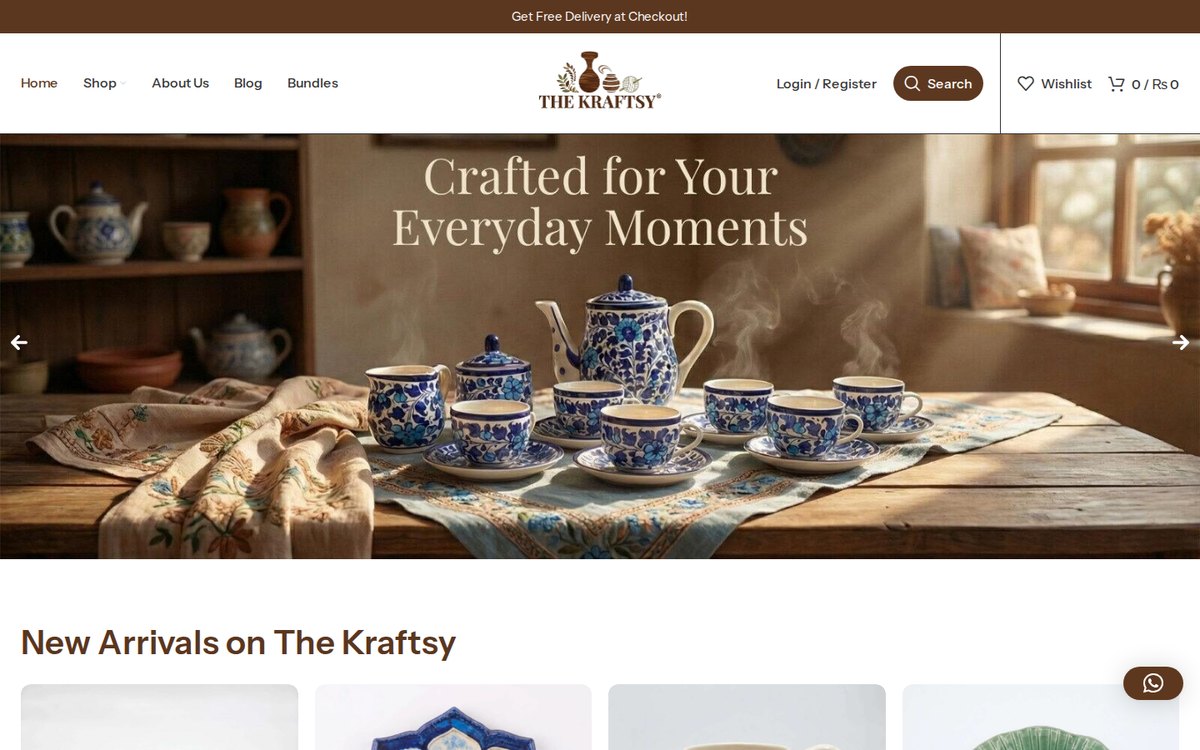 Get Free Delivery at Checkout!
Home
Shop
About Us
Blog
Bundles
THE KRAFTSY®
Login / Register
Search
Wishlist
0 / ₨ 0
Crafted for Your
Everyday Moments
New Arrivals on The Kraftsy